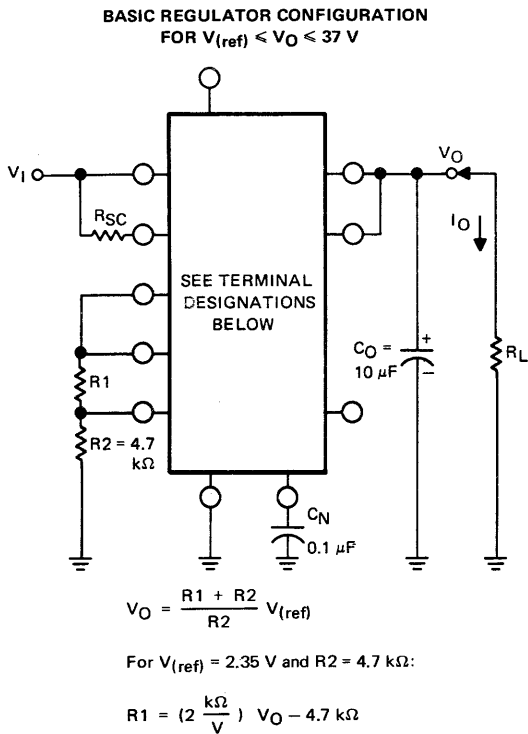 BASIC REGULATOR CONFIGURATION
FOR V(ref) ≤ VO ≤ 37 V
VI
RSC
VO
IO
SEE TERMINAL
DESIGNATIONS
BELOW
R1
R2 = 4.7
kΩ
CO =
10 μF
+
−
RL
CN
0.1 μF
VO = R1 + R2 / R2 V(ref)
For V(ref) = 2.35 V and R2 = 4.7 kΩ:
R1 = (2 kΩ / V) VO − 4.7 kΩ